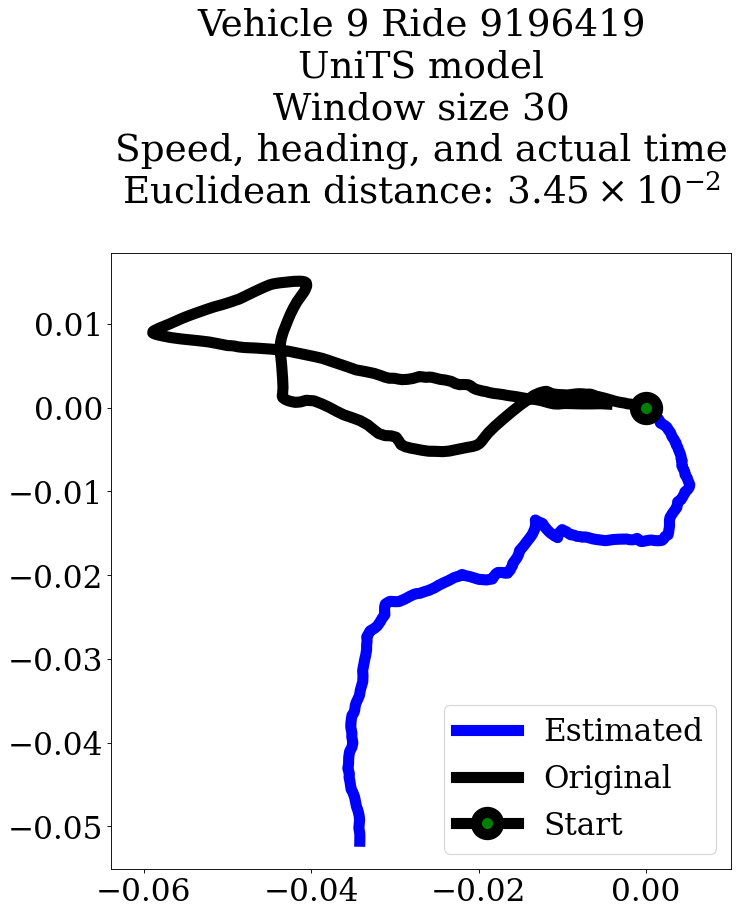 Vehicle 9 Ride 9196419
UniTS model
Window size 30
Speed, heading, and actual time
Euclidean distance: 3.45 × 10⁻²
0.01
0.00
−0.01
−0.02
−0.03
−0.04
−0.05
Estimated
Original
Start
−0.06 −0.04 −0.02 0.00